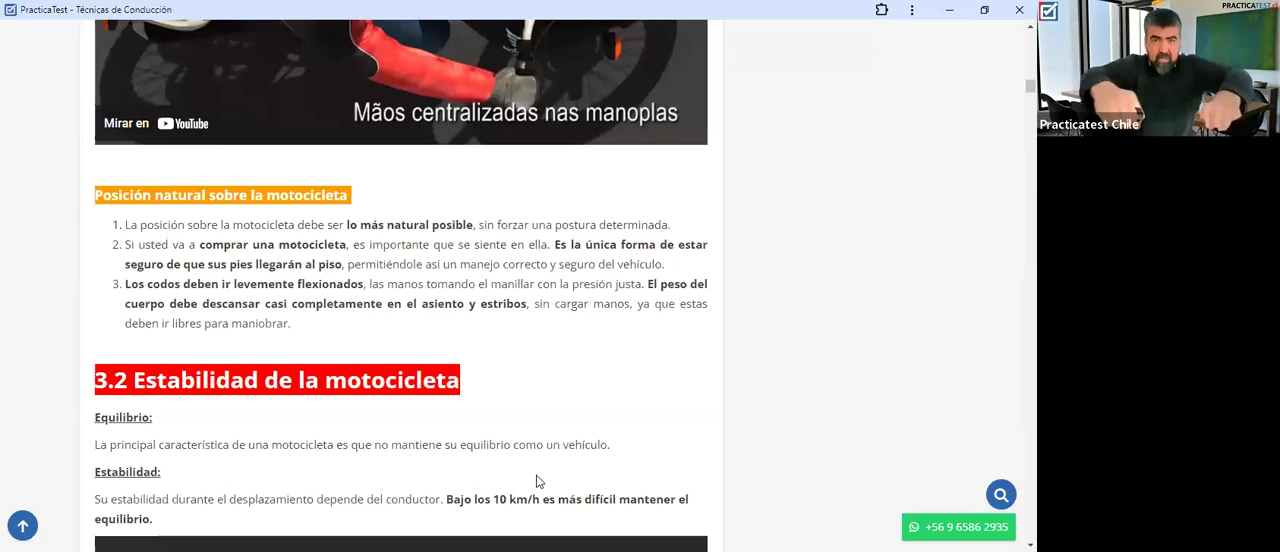 PracticaTest - Técnicas de Conducción
PRACTICATEST.cl
Mãos centralizadas nas manoplas
Mirar en YouTube
Practicatest Chile
Posición natural sobre la motocicleta
1. La posición sobre la motocicleta debe ser lo más natural posible, sin forzar una postura determinada.
2. Si usted va a comprar una motocicleta, es importante que se siente en ella. Es la única forma de estar
seguro de que sus pies llegarán al piso, permitiéndole así un manejo correcto y seguro del vehículo.
3. Los codos deben ir levemente flexionados, las manos tomando el manillar con la presión justa. El peso del
cuerpo debe descansar casi completamente en el asiento y estribos, sin cargar manos, ya que estas
deben ir libres para maniobrar.
3.2 Estabilidad de la motocicleta
Equilibrio:
La principal característica de una motocicleta es que no mantiene su equilibrio como un vehículo.
Estabilidad:
Su estabilidad durante el desplazamiento depende del conductor. Bajo los 10 km/h es más difícil mantener el
equilibrio.
+56 9 6586 2935